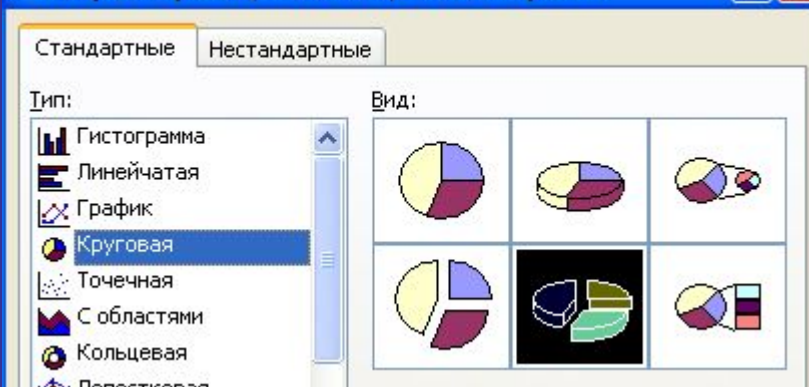 Стандартные
Нестандартные
Тип:
Вид:
Гистограмма
Линейчатая
График
Круговая
Точечная
С областями
Кольцевая